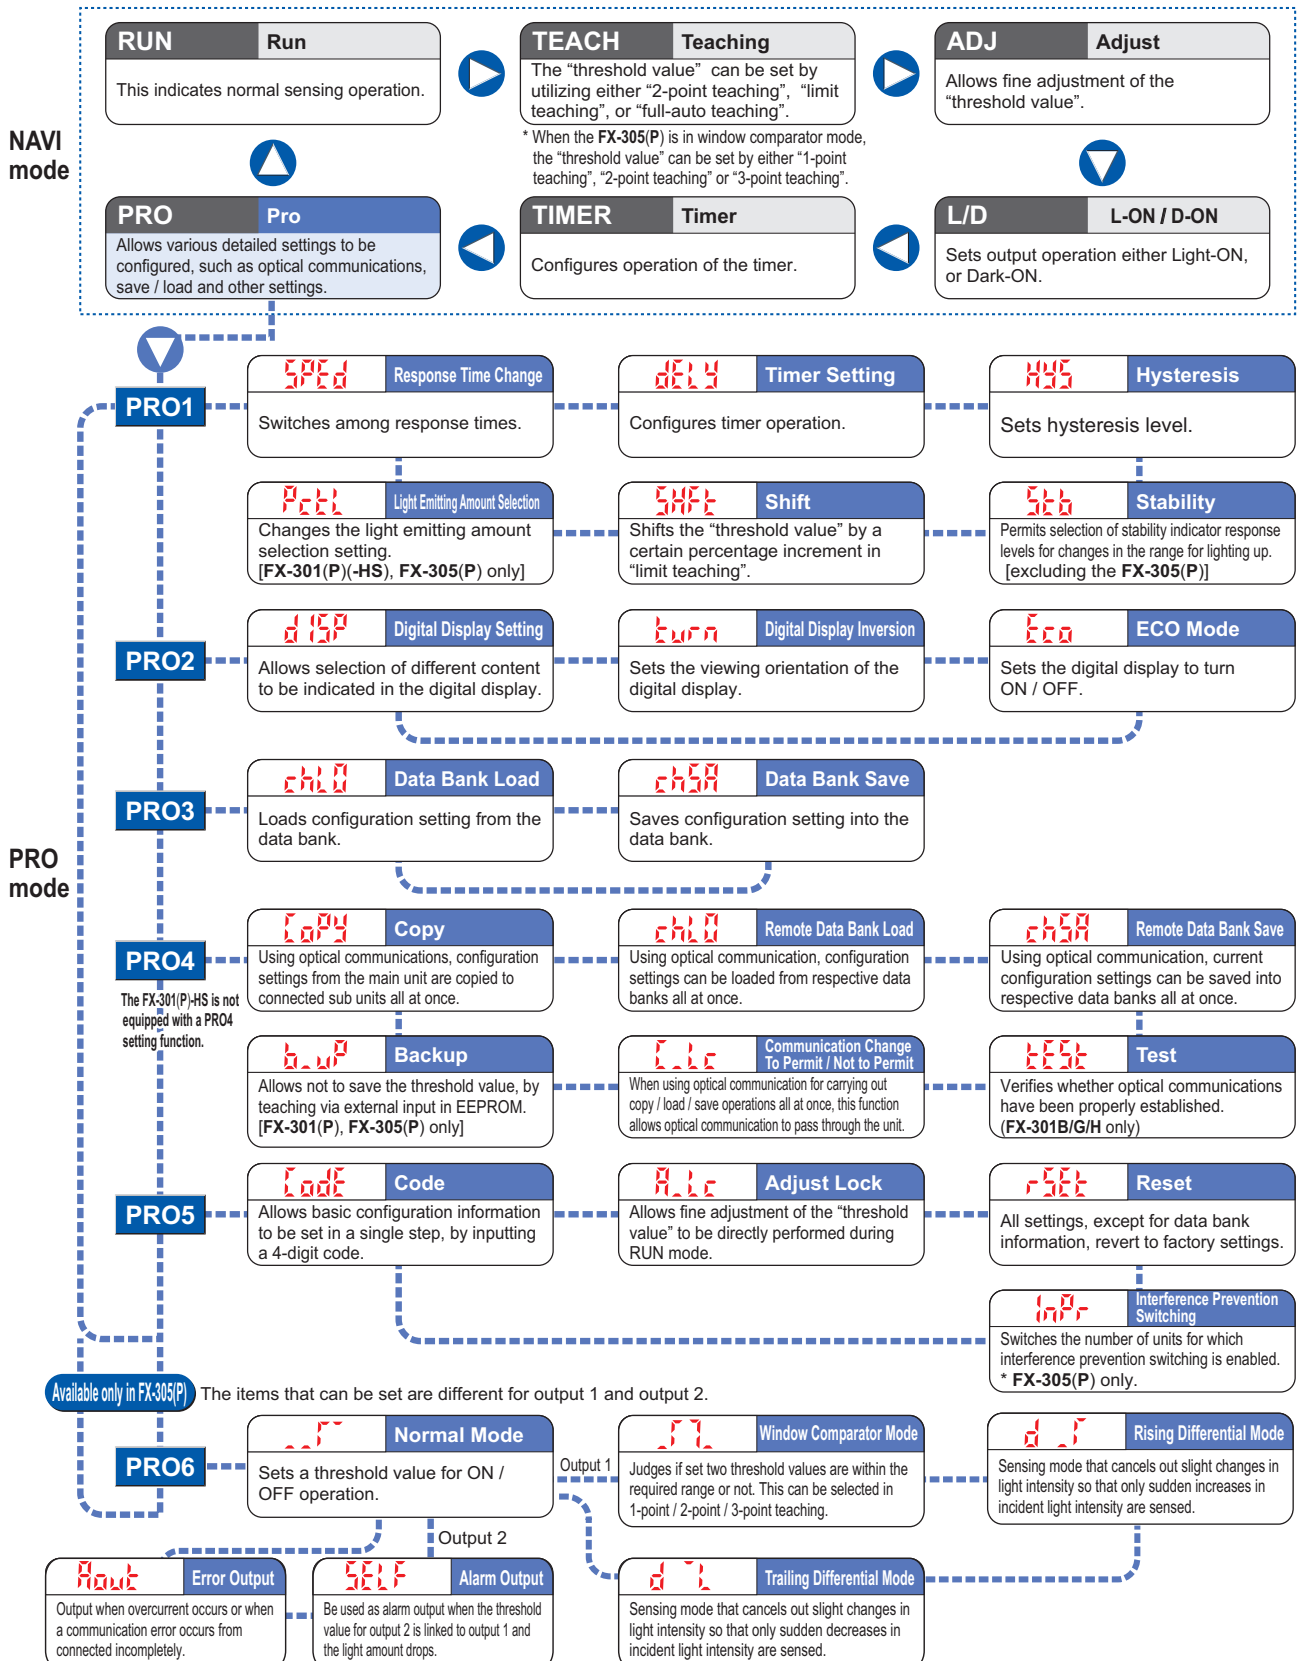 NAVI
mode
RUN Run
This indicates normal sensing operation.
TEACH Teaching
The “threshold value” can be set by
utilizing either “2-point teaching”, “limit
teaching”, or “full-auto teaching”.
* When the FX-305(P) is in window comparator mode,
the “threshold value” can be set by either “1-point
teaching”, “2-point teaching” or “3-point teaching”.
ADJ Adjust
Allows fine adjustment of the
“threshold value”.
PRO Pro
Allows various detailed settings to be
configured, such as optical communications,
save / load and other settings.
TIMER Timer
Configures operation of the timer.
L/D L-ON / D-ON
Sets output operation either Light-ON,
or Dark-ON.
PRO
mode
PRO1
SPEd Response Time Change
Switches among response times.
dELY Timer Setting
Configures timer operation.
HYS Hysteresis
Sets hysteresis level.
Pctl Light Emitting Amount Selection
Changes the light emitting amount
selection setting.
[FX-301(P)(-HS), FX-305(P) only]
SHFt Shift
Shifts the “threshold value” by a
certain percentage increment in
“limit teaching”.
Stb Stability
Permits selection of stability indicator response
levels for changes in the range for lighting up.
[excluding the FX-305(P)]
PRO2
dISP Digital Display Setting
Allows selection of different content
to be indicated in the digital display.
turn Digital Display Inversion
Sets the viewing orientation of the
digital display.
Eco ECO Mode
Sets the digital display to turn
ON / OFF.
PRO3
chLO Data Bank Load
Loads configuration setting from the
data bank.
chSA Data Bank Save
Saves configuration setting into the
data bank.
PRO4
The FX-301(P)-HS is not
equipped with a PRO4
setting function.
CoPY Copy
Using optical communications, configuration
settings from the main unit are copied to
connected sub units all at once.
chLO Remote Data Bank Load
Using optical communication, configuration
settings can be loaded from respective data
banks all at once.
chSA Remote Data Bank Save
Using optical communication, current
configuration settings can be saved into
respective data banks all at once.
b_uP Backup
Allows not to save the threshold value, by
teaching via external input in EEPROM.
[FX-301(P), FX-305(P) only]
C_Lc Communication Change
To Permit / Not to Permit
When using optical communication for carrying out
copy / load / save operations all at once, this function
allows optical communication to pass through the unit.
tESt Test
Verifies whether optical communications
have been properly established.
(FX-301B/G/H only)
PRO5
CodE Code
Allows basic configuration information
to be set in a single step, by inputting
a 4-digit code.
A_Lc Adjust Lock
Allows fine adjustment of the “threshold
value” to be directly performed during
RUN mode.
rSEt Reset
All settings, except for data bank
information, revert to factory settings.
InPr Interference Prevention
Switching
Switches the number of units for which
interference prevention switching is enabled.
* FX-305(P) only.
Available only in FX-305(P) The items that can be set are different for output 1 and output 2.
PRO6
Normal Mode
Sets a threshold value for ON /
OFF operation.
Output 1
Window Comparator Mode
Judges if set two threshold values are within the
required range or not. This can be selected in
1-point / 2-point / 3-point teaching.
d Rising Differential Mode
Sensing mode that cancels out slight changes in
light intensity so that only sudden increases in
incident light intensity are sensed.
Output 2
Aout Error Output
Output when overcurrent occurs or when
a communication error occurs from
connected incompletely.
SELF Alarm Output
Be used as alarm output when the threshold
value for output 2 is linked to output 1 and
the light amount drops.
d Trailing Differential Mode
Sensing mode that cancels out slight changes in
light intensity so that only sudden decreases in
incident light intensity are sensed.